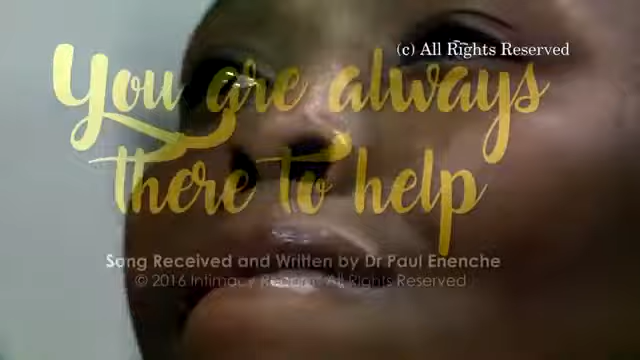 (c) All Rights Reserved
You are always
there to help
Song Received and Written by Dr Paul Enenche
© 2016 Intimacy Records All Rights Reserved